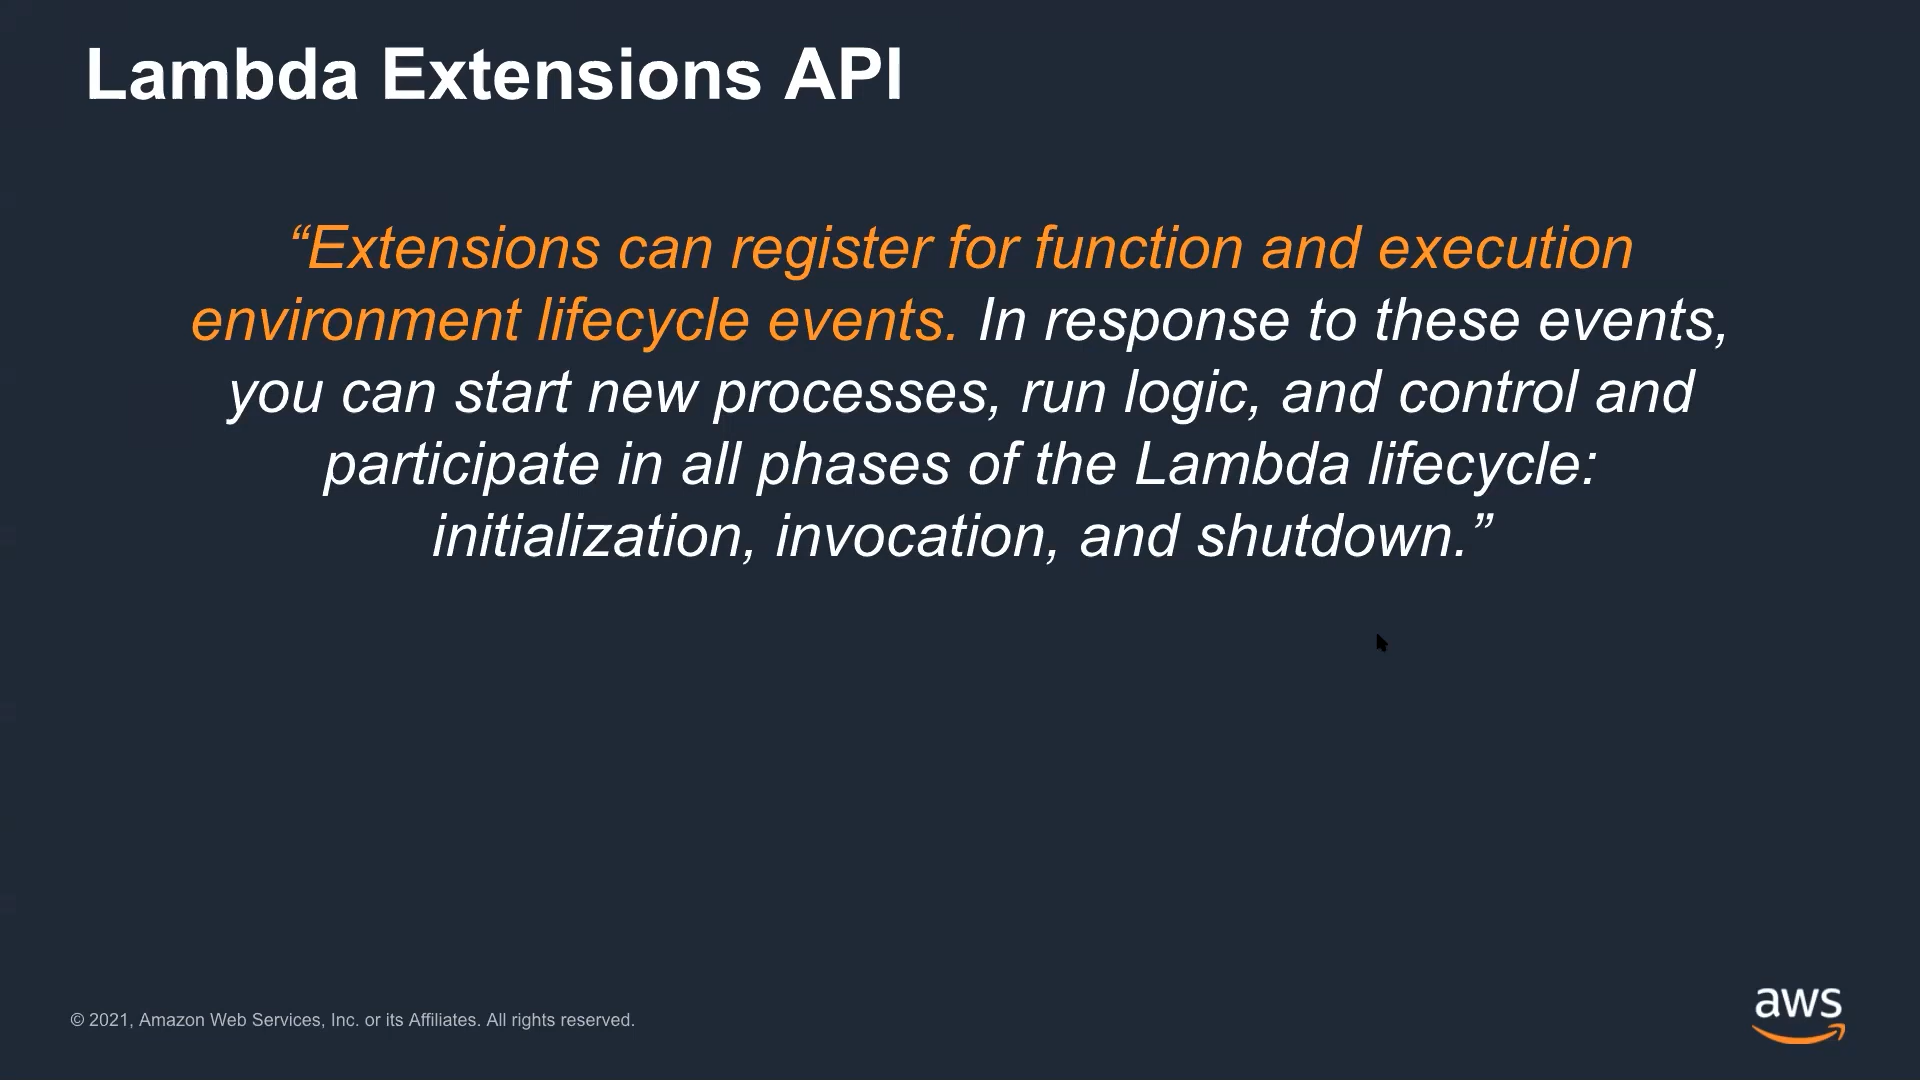 Lambda Extensions API
“Extensions can register for function and execution
environment lifecycle events. In response to these events,
you can start new processes, run logic, and control and
participate in all phases of the Lambda lifecycle:
initialization, invocation, and shutdown.”
© 2021, Amazon Web Services, Inc. or its Affiliates. All rights reserved.
aws